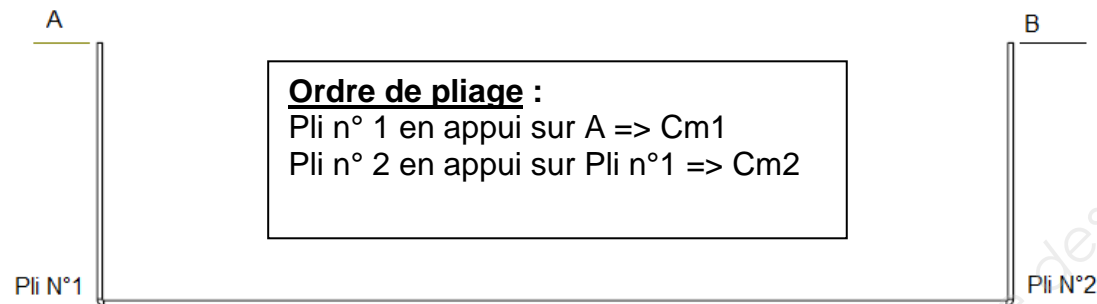 A
B
Ordre de pliage :
Pli n° 1 en appui sur A => Cm1
Pli n° 2 en appui sur Pli n°1 => Cm2
Pli N°1
Pli N°2